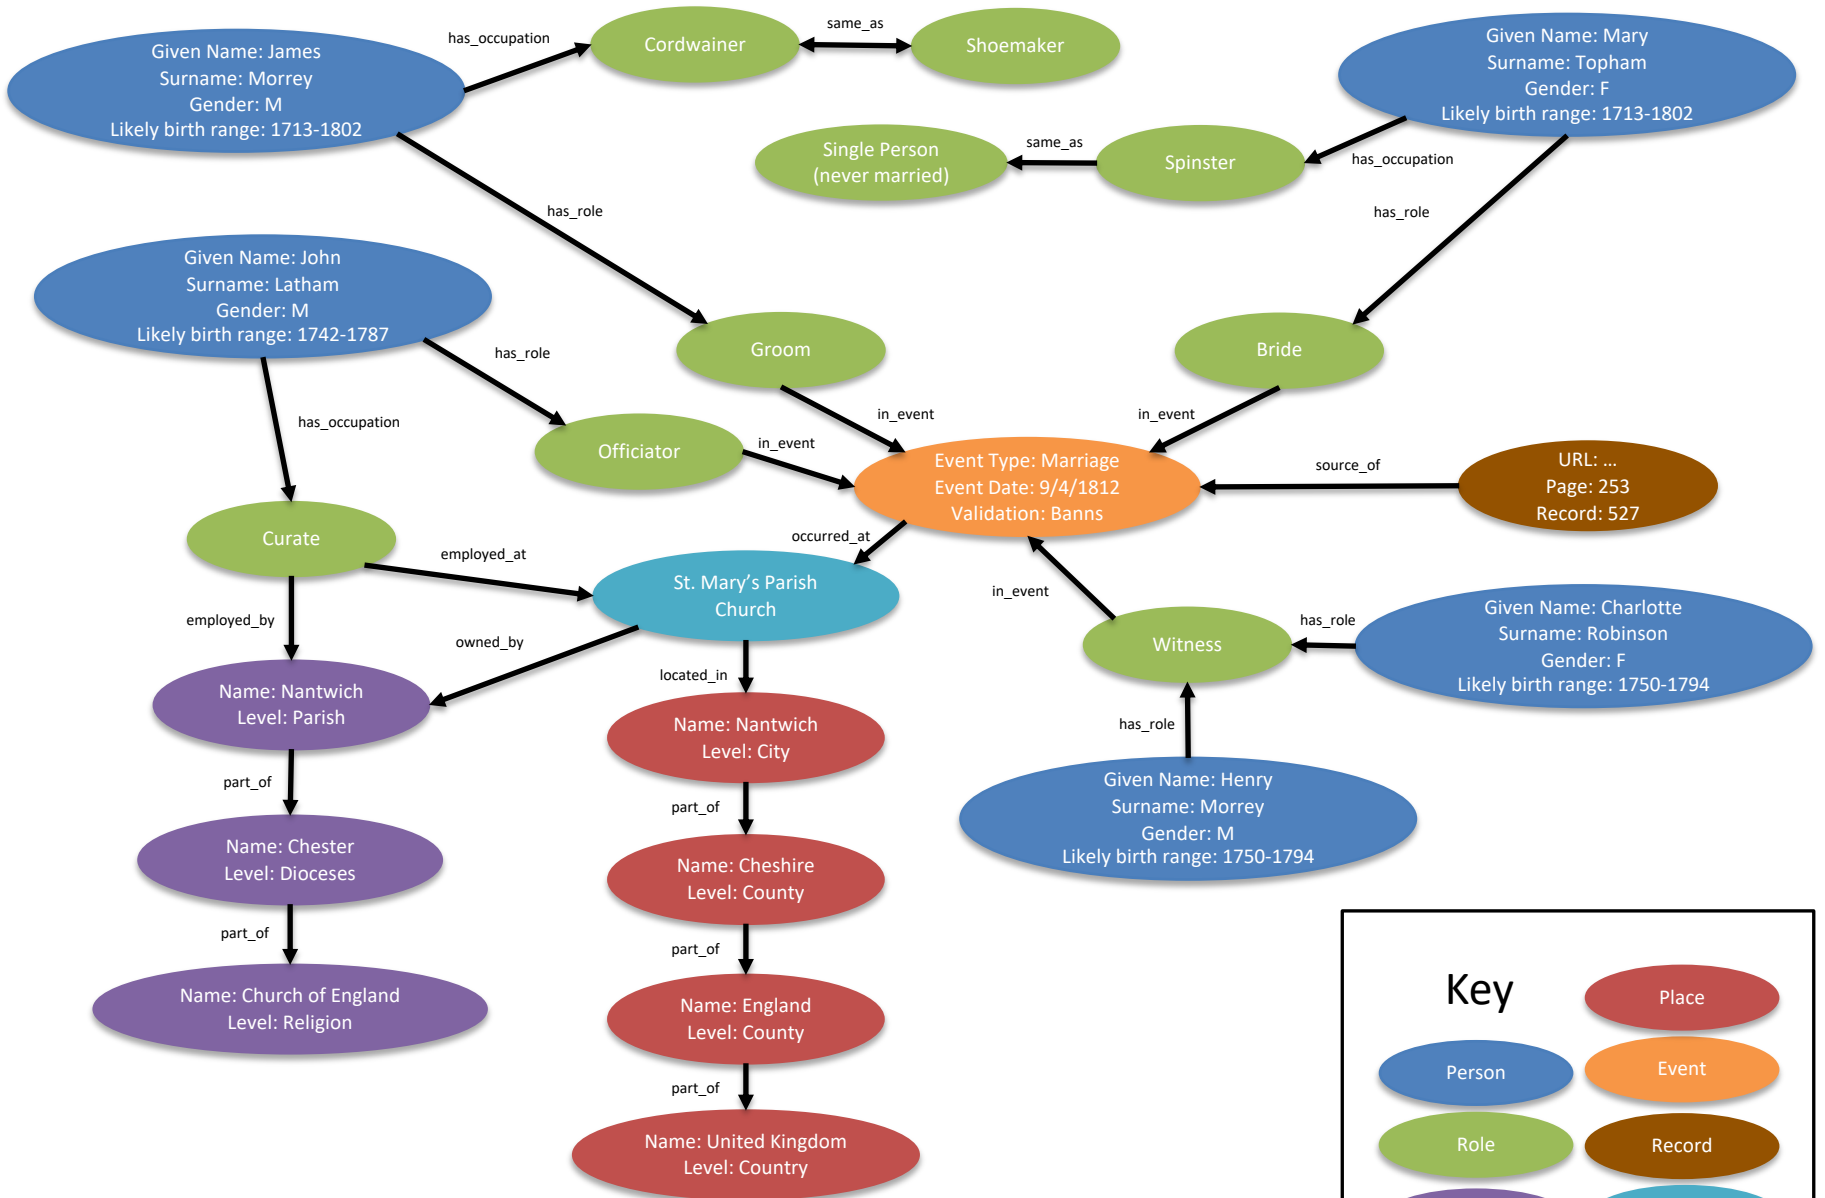 Given Name: James
Surname: Morrey
Gender: M
Likely birth range: 1713-1802
has_occupation
Cordwainer
same_as
Shoemaker
Given Name: Mary
Surname: Topham
Gender: F
Likely birth range: 1713-1802
Single Person
(never married)
same_as
Spinster
has_occupation
has_role
has_role
Given Name: John
Surname: Latham
Gender: M
Likely birth range: 1742-1787
has_role
Groom
Bride
has_occupation
in_event
in_event
Officiator
in_event
Event Type: Marriage
Event Date: 9/4/1812
Validation: Banns
source_of
URL: ...
Page: 253
Record: 527
Curate
employed_at
occurred_at
St. Mary's Parish
Church
in_event
employed_by
owned_by
Witness
has_role
Given Name: Charlotte
Surname: Robinson
Gender: F
Likely birth range: 1750-1794
Name: Nantwich
Level: Parish
located_in
Name: Nantwich
Level: City
has_role
part_of
part_of
Given Name: Henry
Surname: Morrey
Gender: M
Likely birth range: 1750-1794
Name: Chester
Level: Dioceses
Name: Cheshire
Level: County
part_of
part_of
Name: Church of England
Level: Religion
Name: England
Level: County
part_of
Name: United Kingdom
Level: Country
Key
Place
Person
Event
Role
Record